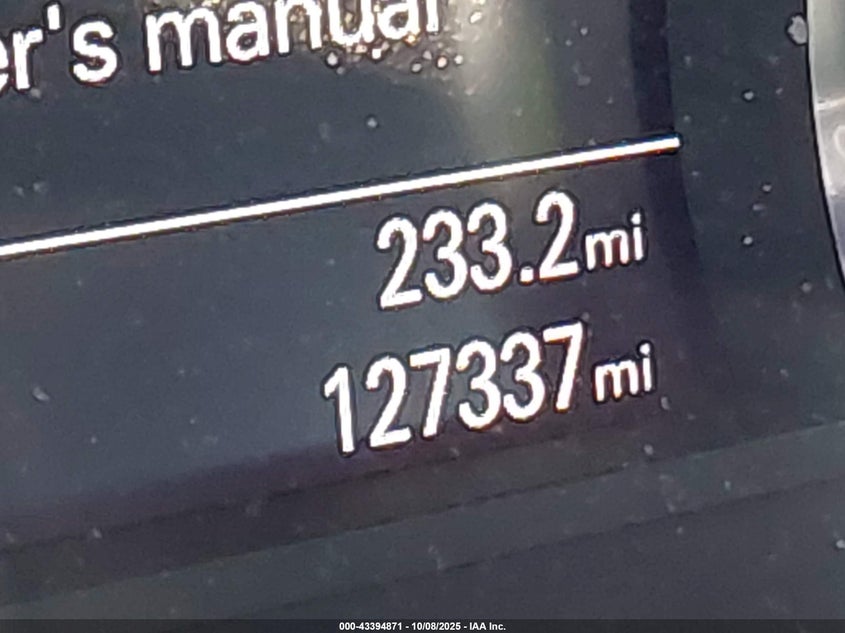 er's manual
233.2mi
127337mi
000-43394871 - 10/08/2025 - IAA Inc.